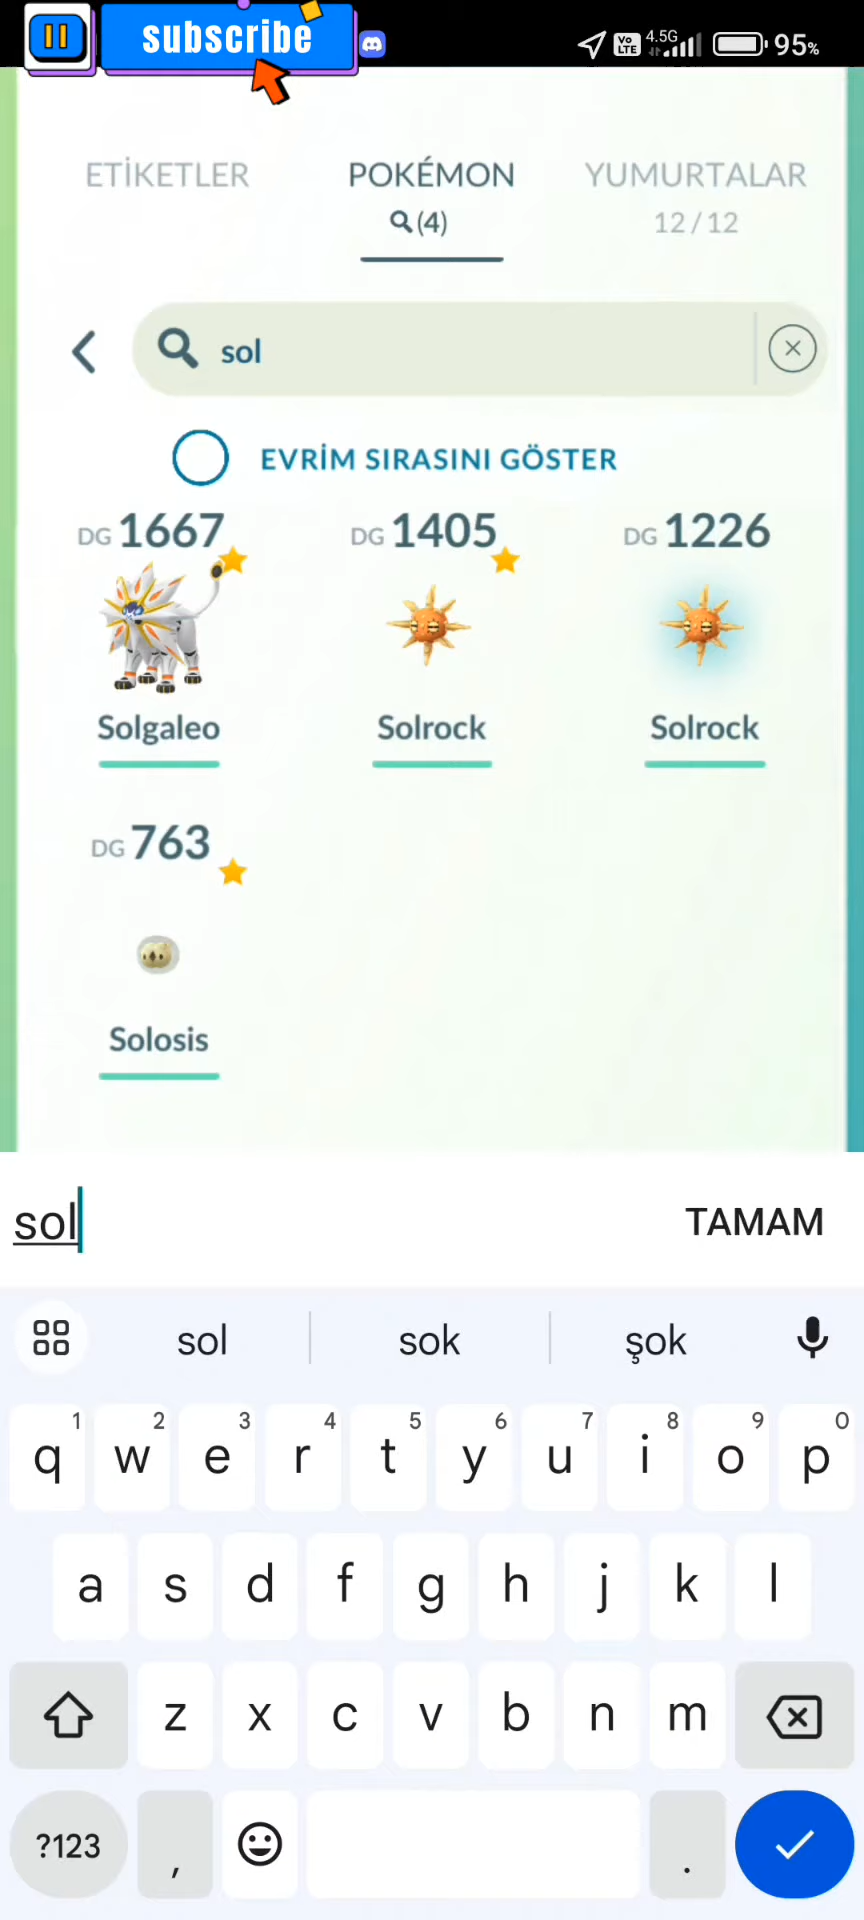 subscribe
Vo LTE 4.5G 95%
ETİKETLER POKÉMON YUMURTALAR
(4) 12 / 12
sol
EVRİM SIRASINI GÖSTER
DG 1667 DG 1405 DG 1226
Solgaleo Solrock Solrock
DG 763
Solosis
sol TAMAM
sol sok şok
1 2 3 4 5 6 7 8 9 0
q w e r t y u i o p
a s d f g h j k l
z x c v b n m
?123 , .